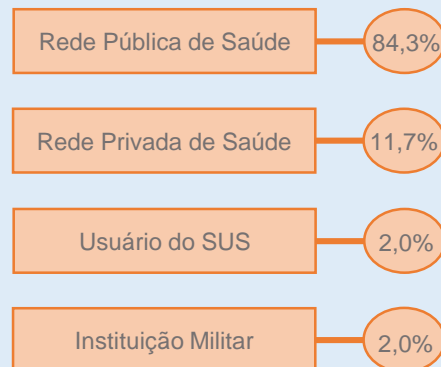 Rede Pública de Saúde 84,3%
Rede Privada de Saúde 11,7%
Usuário do SUS 2,0%
Instituição Militar 2,0%